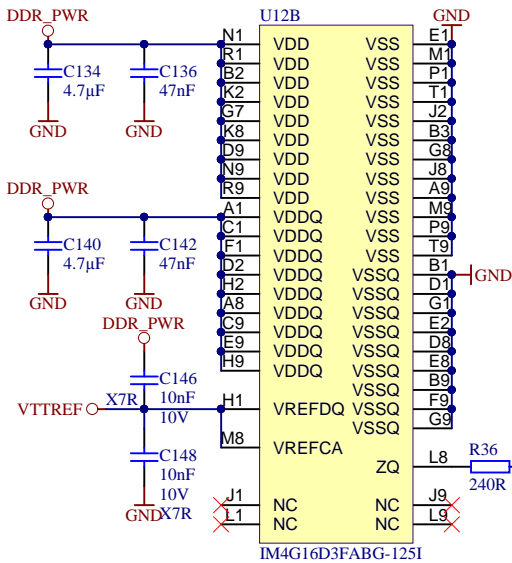 U12B
GND
DDR_PWR
N1 VDD VSS E1
R1 VDD VSS M1
C134 C136 B2 VDD VSS P1
4.7µF 47nF K2 VDD VSS T1
G7 VDD VSS J2
GND GND K8 VDD VSS B3
D9 VDD VSS G8
N9 VDD VSS J8
R9 VDD VSS A9
DDR_PWR A1 VDDQ VSS M9
C1 VDDQ VSS P9
C140 C142 F1 VDDQ VSS T9
4.7µF 47nF D2 VDDQ VSSQ B1 GND
H2 VDDQ VSSQ D1
GND GND A8 VDDQ VSSQ G1
DDR_PWR C9 VDDQ VSSQ E2
E9 VDDQ VSSQ D8
H9 VDDQ VSSQ E8
C146 VSSQ B9
VTTREF X7R 10nF H1 VREFDQ VSSQ F9
10V VSSQ G9
C148 M8 VREFCA
10nF ZQ L8 R36
10V 240R
GND X7R J1 NC NC J9
L1 NC NC L9
IM4G16D3FABG-125I